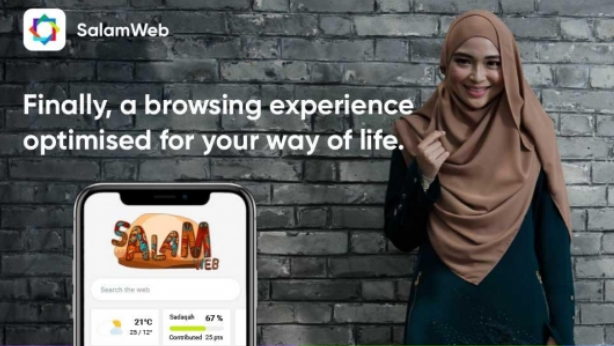 SalamWeb
Finally, a browsing experience
optimised for your way of life.
SALAM
WEB
Search the web
21°C
25 / 12°
Sadaqah 67 %
Contributed 25 pts